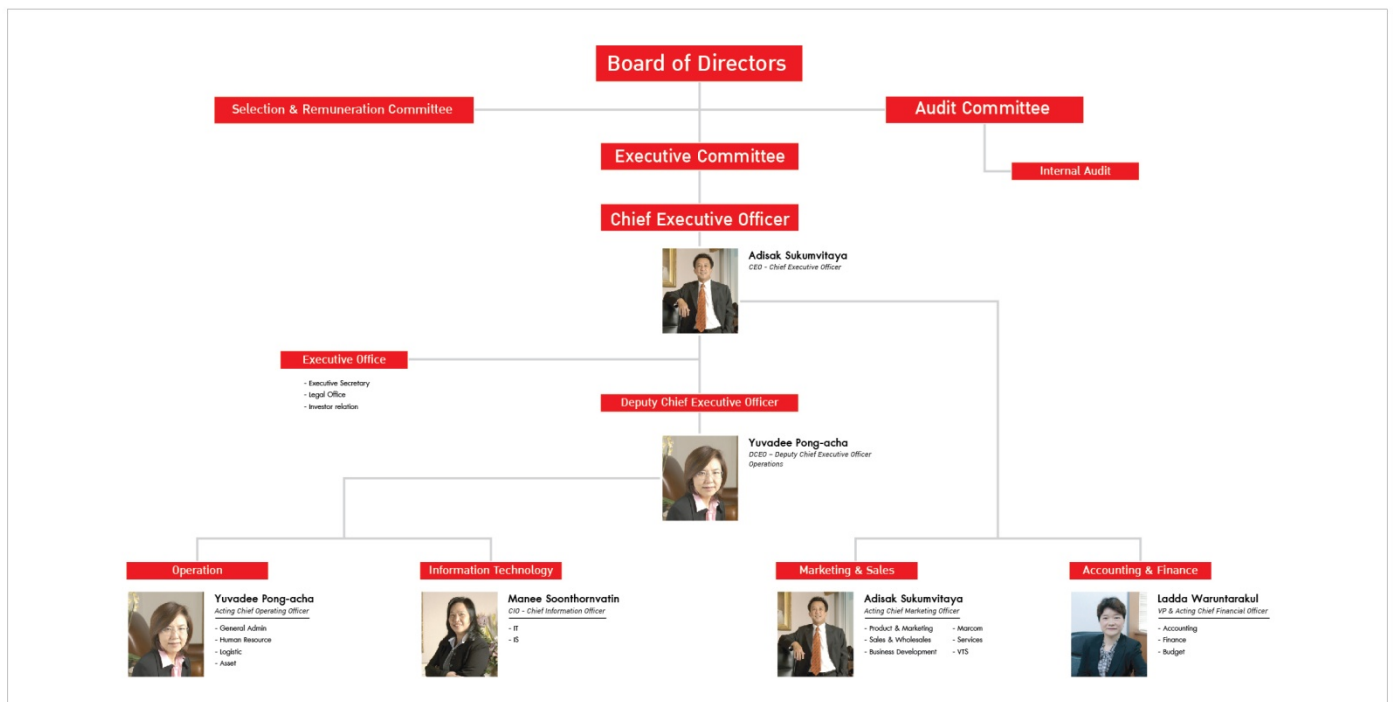 Board of Directors
Selection & Remuneration Committee
Audit Committee
Executive Committee
Internal Audit
Chief Executive Officer
Adisak Sukumvitaya
CEO - Chief Executive Officer
Executive Office
- Executive Secretary
- Legal Office
- Investor relation
Deputy Chief Executive Officer
Yuvadee Pong-acha
DCEO – Deputy Chief Executive Officer
Operations
Operation
Yuvadee Pong-acha
Acting Chief Operating Officer
- General Admin
- Human Resource
- Logistic
- Asset
Information Technology
Manee Soonthornvatin
CIO - Chief Information Officer
- IT
- IS
Marketing & Sales
Adisak Sukumvitaya
Acting Chief Marketing Officer
- Product & Marketing
- Sales & Wholesales
- Business Development
- Marcom
- Services
- VTS
Accounting & Finance
Ladda Waruntarakul
VP & Acting Chief Financial Officer
- Accounting
- Finance
- Budget